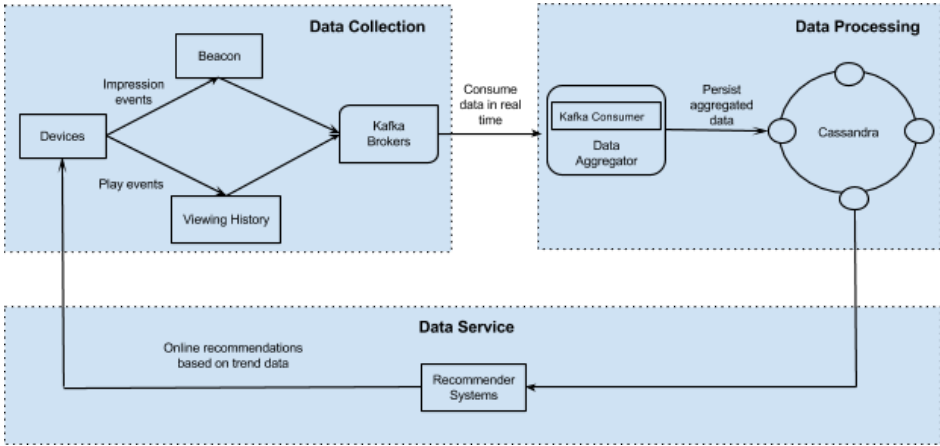 Data Collection
Beacon
Impression
events
Devices
Play events
Viewing History
Kafka
Brokers
Consume
data in real
time
Data Processing
Kafka Consumer
Data
Aggregator
Persist
aggregated
data
Cassandra
Data Service
Online recommendations
based on trend data
Recommender
Systems